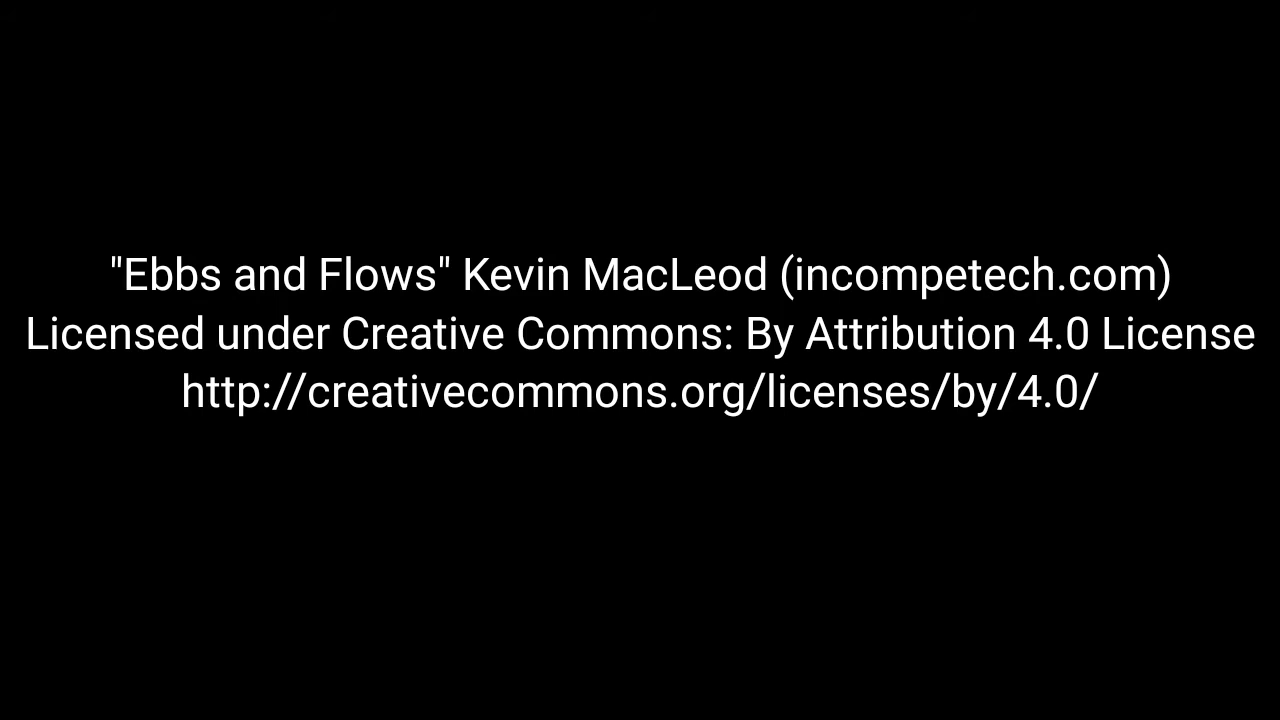 "Ebbs and Flows" Kevin MacLeod (incompetech.com)
Licensed under Creative Commons: By Attribution 4.0 License
http://creativecommons.org/licenses/by/4.0/